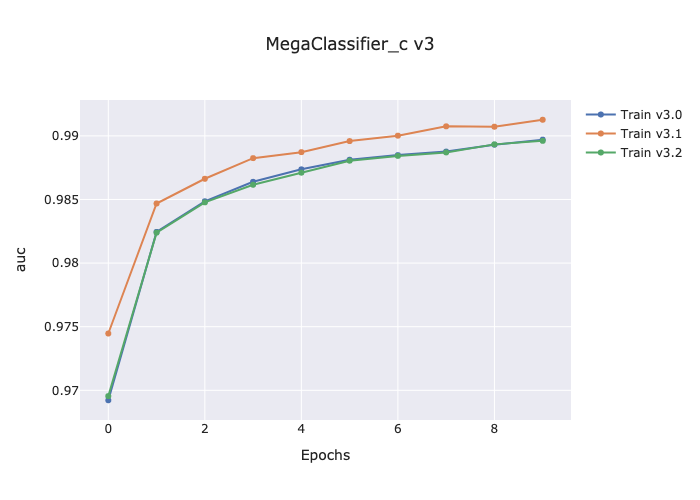 MegaClassifier_c v3
Train v3.0
Train v3.1
Train v3.2
auc
0.99
0.985
0.98
0.975
0.97
0 2 4 6 8
Epochs